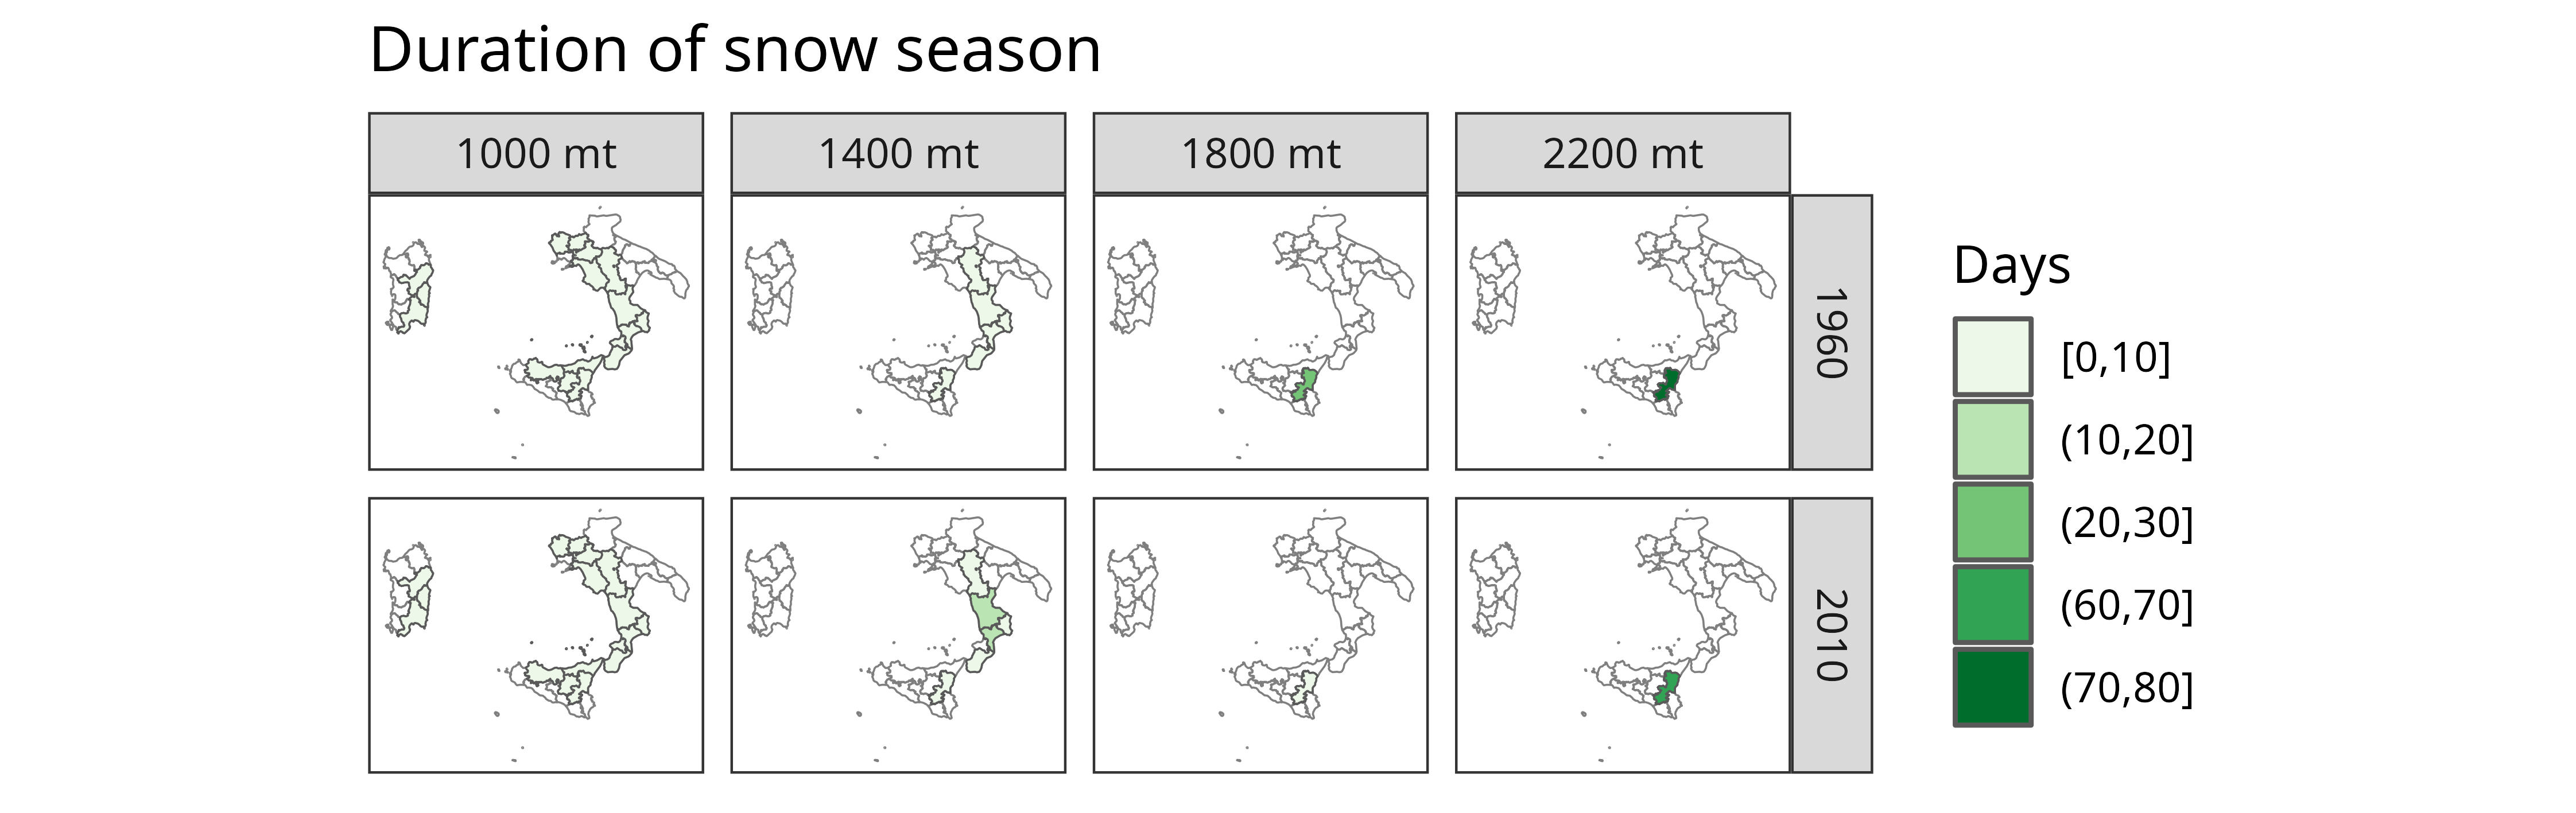 Duration of snow season
1000 mt
1400 mt
1800 mt
2200 mt
1960
2010
Days
[0,10]
(10,20]
(20,30]
(60,70]
(70,80]